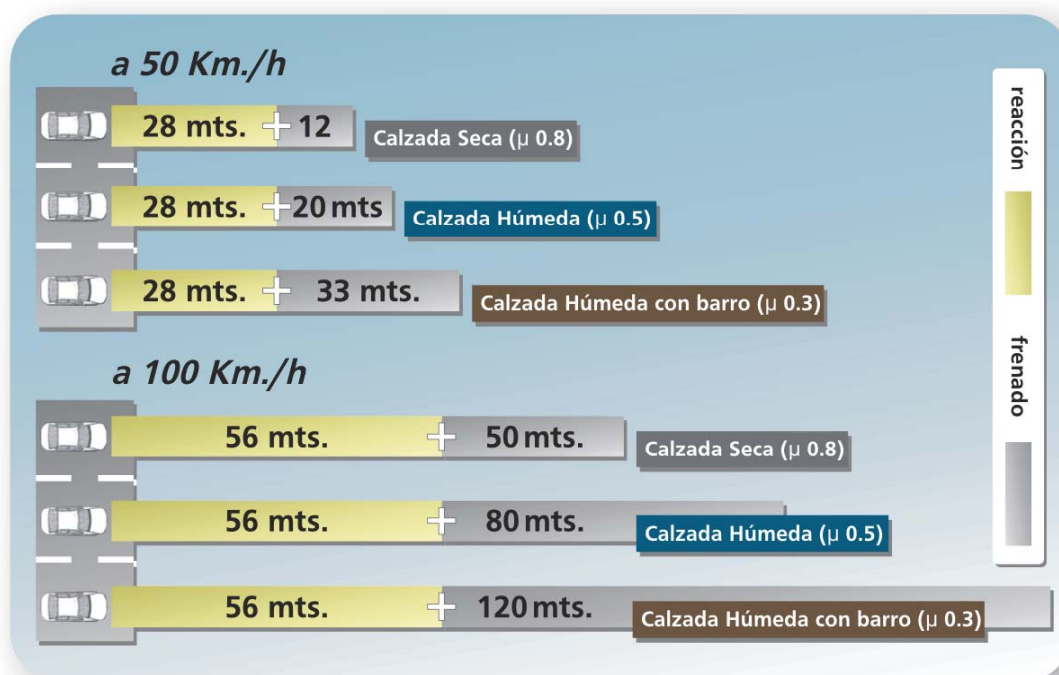 a 50 Km./h
28 mts. + 12
Calzada Seca (µ 0.8)
28 mts. + 20 mts
Calzada Húmeda (µ 0.5)
28 mts. + 33 mts.
Calzada Húmeda con barro (µ 0.3)
a 100 Km./h
56 mts. + 50 mts.
Calzada Seca (µ 0.8)
56 mts. + 80 mts.
Calzada Húmeda (µ 0.5)
56 mts. + 120 mts.
Calzada Húmeda con barro (µ 0.3)
reacción
frenado